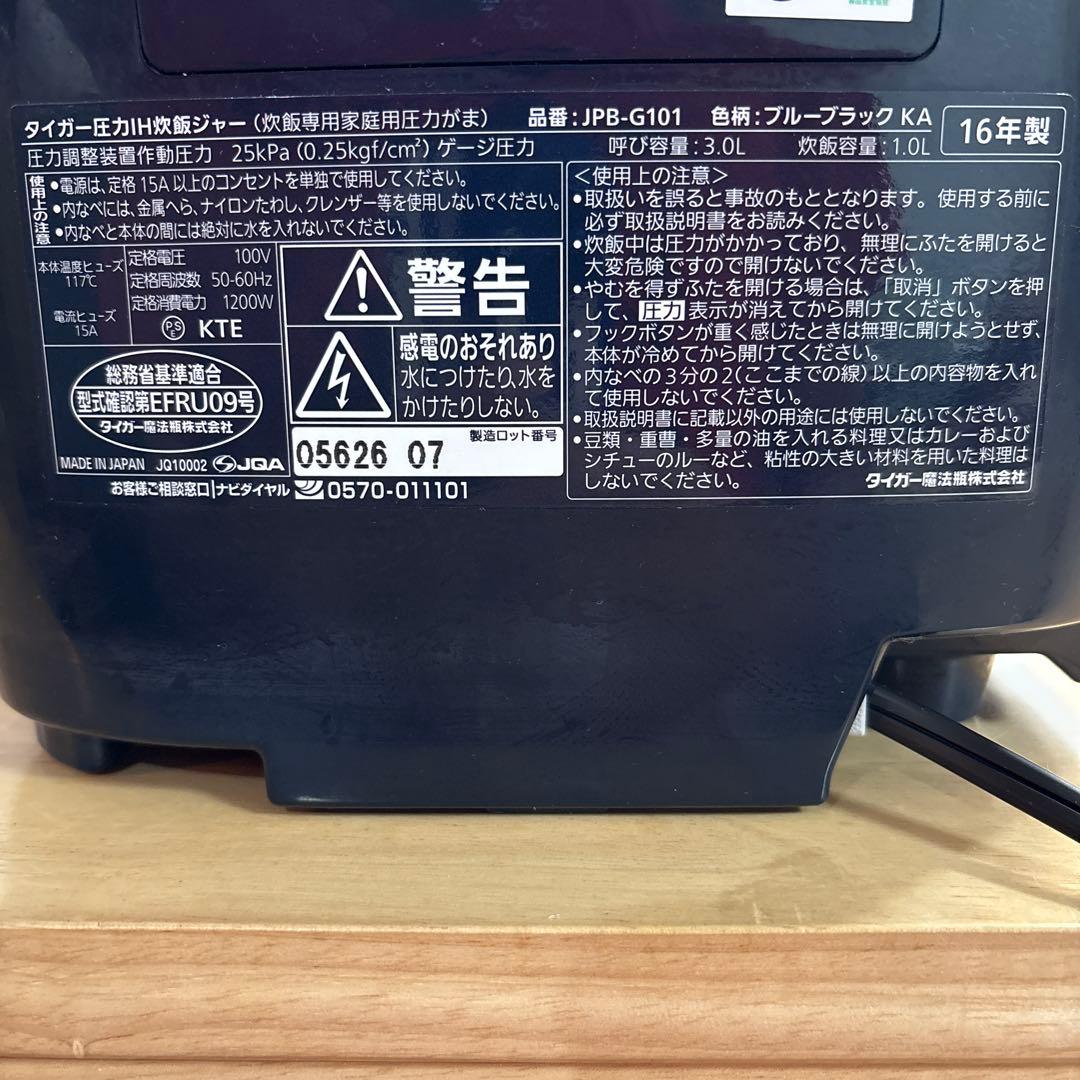 タイガー圧力IH炊飯ジャー(炊飯専用家庭用圧力がま) 品番:JPB-G101 色柄:ブルーブラック KA
16年製
圧力調整装置作動圧力 25kPa (0.25kgf/cm²) ゲージ圧力 呼び容量:3.0L 炊飯容量:1.0L
使用上の注意
•電源は、定格15A以上のコンセントを単独で使用してください。
•内なべには、金属へら、ナイロンたわし、クレンザー等を使用しないでください。
•内なべと本体の間には絶対に水を入れないでください。
本体温度ヒューズ
117℃
電流ヒューズ
15A
定格電圧 100V
定格周波数 50-60Hz
定格消費電力 1200W
PSE KTE
総務省基準適合
型式確認第EFRU09号
タイガー魔法瓶株式会社
MADE IN JAPAN JQ10002 JQA
警告
感電のおそれあり
水につけたり、水を
かけたりしない。
製造ロット番号
05626 07
お客様ご相談窓口 ナビダイヤル 0570-011101
<使用上の注意>
•取扱いを誤ると事故のもととなります。使用する前に
必ず取扱説明書をお読みください。
•炊飯中は圧力がかかっており、無理にふたを開けると
大変危険ですので開けないでください。
•やむを得ずふたを開ける場合は、「取消」ボタンを押
して、圧力表示が消えてから開けてください。
•フックボタンが重く感じたときは無理に開けようとせず、
本体が冷めてから開けてください。
•内なべの3分の2(ここまでの線)以上の内容物を入れ
て使用しないでください。
•取扱説明書に記載以外の用途には使用しないでください。
•豆類・重曹・多量の油を入れる料理又はカレーおよび
シチューのルーなど、粘性の大きい材料を用いた料理は
しないでください。
タイガー魔法瓶株式会社